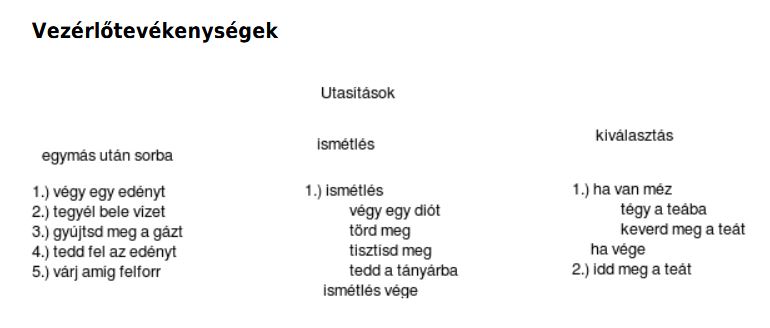 Vezérlőtevékenységek
Utasítások
egymás után sorba
1.) végy egy edényt
2.) tegyél bele vizet
3.) gyújtsd meg a gázt
4.) tedd fel az edényt
5.) várj amig felforr
ismétlés
1.) ismétlés
végy egy diót
törd meg
tisztísd meg
tedd a tányárba
ismétlés vége
kiválasztás
1.) ha van méz
tégy a teába
keverd meg a teát
ha vége
2.) idd meg a teát